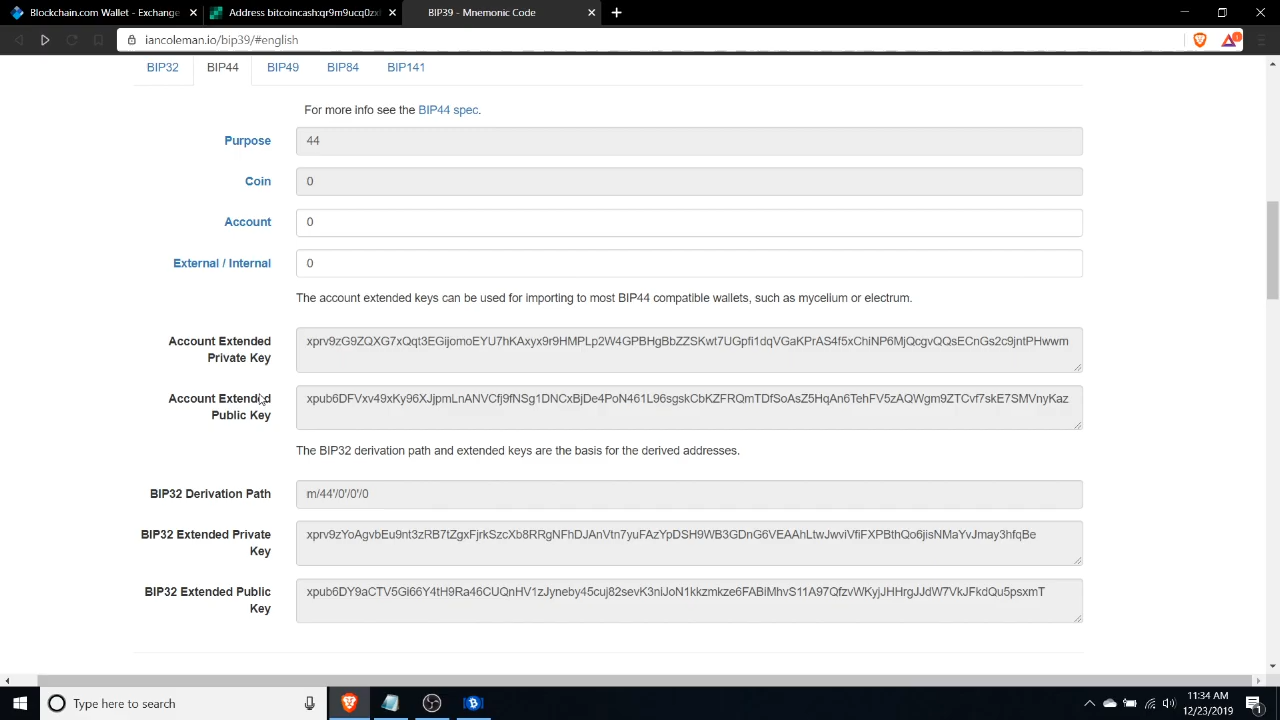 Blockchain.com Wallet - Exchange
Address bitcoincash:qr9m9ucq0zxl
BIP39 - Mnemonic Code
iancoleman.io/bip39/#english
BIP32 BIP44 BIP49 BIP84 BIP141
For more info see the BIP44 spec.
Purpose 44
Coin 0
Account 0
External / Internal 0
The account extended keys can be used for importing to most BIP44 compatible wallets, such as mycelium or electrum.
Account Extended
Private Key
xprv9zG9ZQXG7xQqt3EGijomoEYU7hKAxyx9r9HMPLp2W4GPBHgBbZZSKwt7UGpfi1dqVGaKPrAS4f5xChiNP6MjQcgvQQsECnGs2c9jntPHwwm
Account Extended
Public Key
xpub6DFVxv49xKy96XJjpmLnANVCfj9fNSg1DNCxBjDe4PoN461L96sgskCbKZFRQmTDfSoAsZ5HqAn6TehFV5zAQWgm9ZTCvf7skE7SMVnyKaz
The BIP32 derivation path and extended keys are the basis for the derived addresses.
BIP32 Derivation Path m/44'/0'/0'/0
BIP32 Extended Private
Key
xprv9zYoAgvbEu9nt3zRB7tZgxFjrkSzcXb8RRgNFhDJAnVtn7yuFAzYpDSH9WB3GDnG6VEAAhLtwJwviVfiFXPBthQo6jisNMaYvJmay3hfqBe
BIP32 Extended Public
Key
xpub6DY9aCTV5Gi66Y4tH9Ra46CUQnHV1zJyneby45cuj82sevK3niJoN1kkzmkze6FABiMhvS11A97QfzvWKyjJHHrgJJdW7VkJFkdQu5psxmT
Type here to search
11:34 AM
12/23/2019